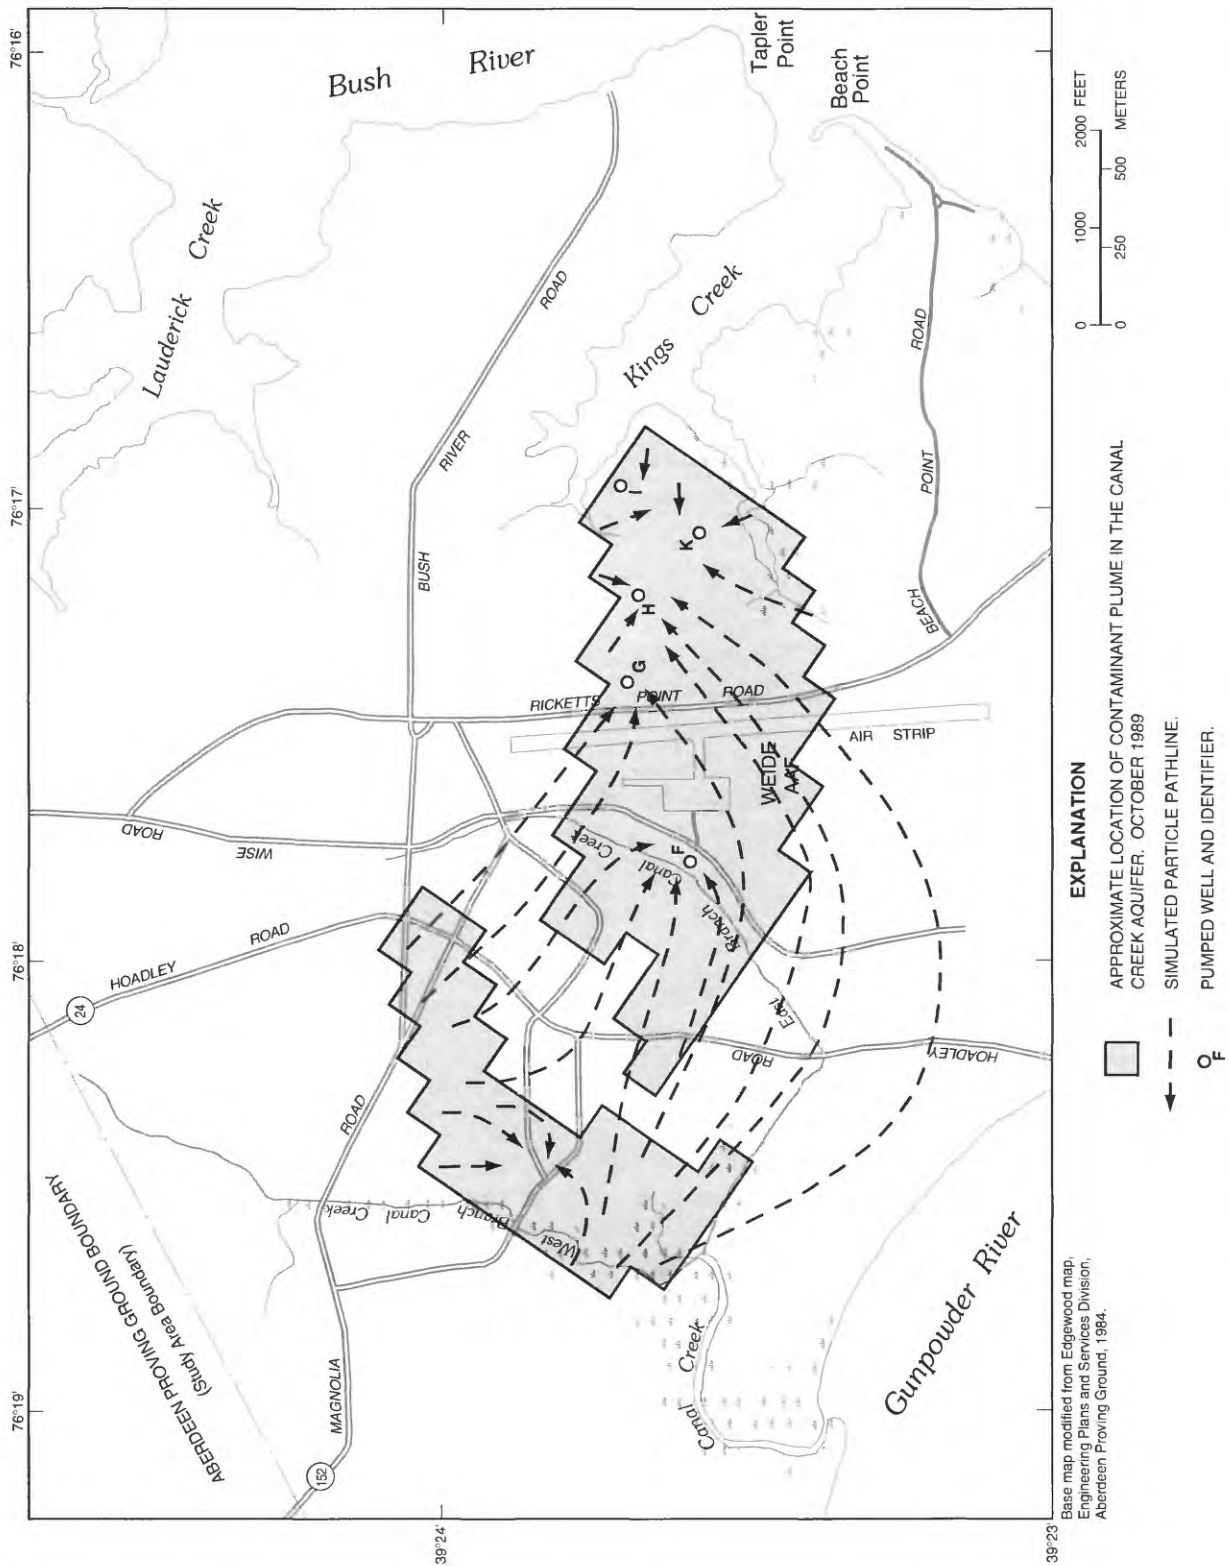 76°19'
76°18'
76°17'
76°16'
39°24'
39°23'
ABERDEEN PROVING GROUND BOUNDARY
(Study Area Boundary)
152
MAGNOLIA
ROAD
24
HOADLEY
ROAD
WISE
ROAD
Lauderick
Creek
Bush
River
BUSH
RIVER
ROAD
Creek
Canal
Branch
West
RICKETTS
POINT
ROAD
Kings
Creek
Tapler
Point
Beach
Point
Creek
Canal
Branch
East
F
G
H
I
K
WEIDE
AAF
AIR STRIP
ROAD
HOADLEY
BEACH
POINT
ROAD
Canal
Creek
Gunpowder River
Base map modified from Edgewood map,
Engineering Plans and Services Division,
Aberdeen Proving Ground, 1984.
0 1000 2000 FEET
0 250 500 METERS
EXPLANATION
APPROXIMATE LOCATION OF CONTAMINANT PLUME IN THE CANAL
CREEK AQUIFER. OCTOBER 1989
SIMULATED PARTICLE PATHLINE.
F
PUMPED WELL AND IDENTIFIER.